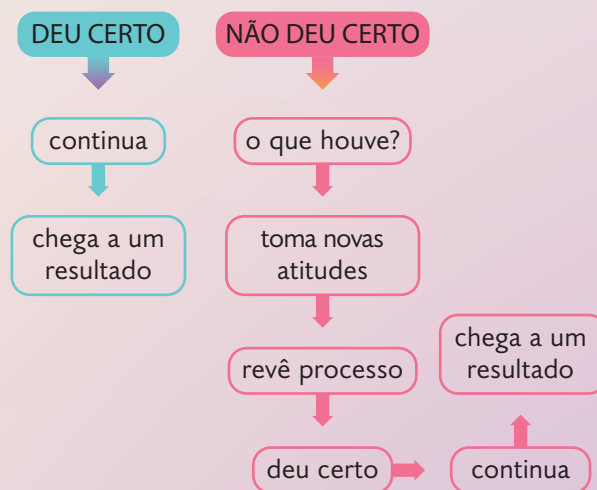 DEU CERTO
continua
chega a um
resultado
NÃO DEU CERTO
o que houve?
toma novas
atitudes
revê processo
deu certo
continua
chega a um
resultado